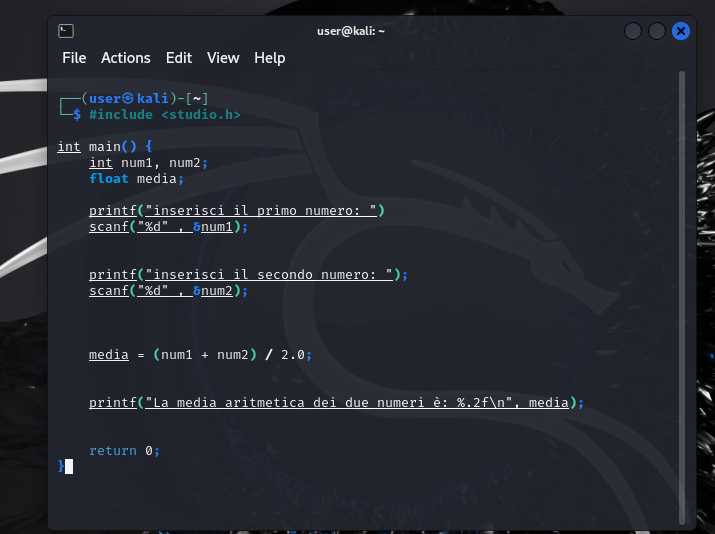 user@kali: ~
File Actions Edit View Help
┌──(user㉿kali)-[~]
└─$ #include <studio.h>
int main() {
    int num1, num2;
    float media;
    printf("inserisci il primo numero: ")
    scanf("%d" , &num1);
    printf("inserisci il secondo numero: ");
    scanf("%d" , &num2);
    media = (num1 + num2) / 2.0;
    printf("La media aritmetica dei due numeri è: %.2f\n", media);
    return 0;
}